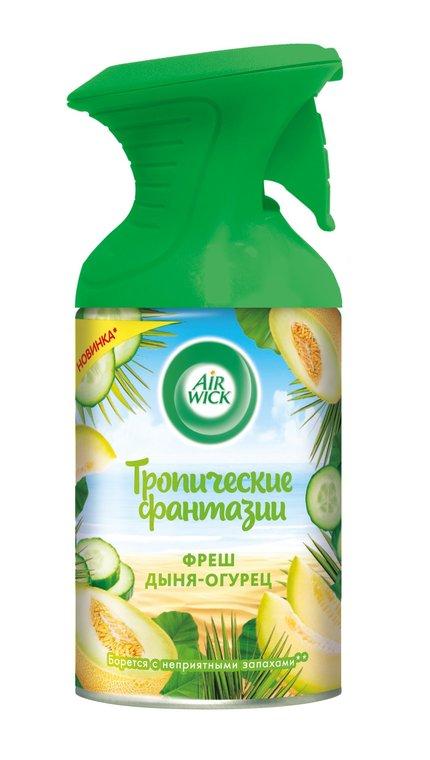 НОВИНКА*
AIR
WICK
Тропические
фантазии
ФРЕШ
ДЫНЯ-ОГУРЕЦ
Борется с неприятными запахами**